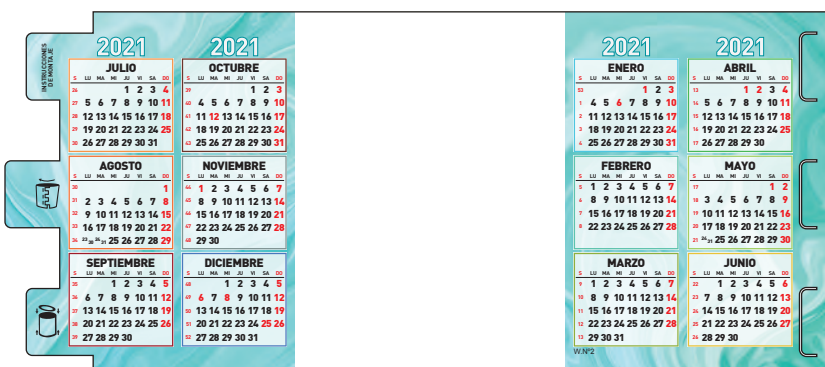 INSTRUCCIONES
DE MONTAJE
2021
JULIO
S LU MA MI JU VI SA DO
26 1 2 3 4
27 5 6 7 8 9 10 11
28 12 13 14 15 16 17 18
29 19 20 21 22 23 24 25
30 26 27 28 29 30 31
AGOSTO
S LU MA MI JU VI SA DO
30 1
31 2 3 4 5 6 7 8
32 9 10 11 12 13 14 15
33 16 17 18 19 20 21 22
34 23 30 24 31 25 26 27 28 29
SEPTIEMBRE
S LU MA MI JU VI SA DO
35 1 2 3 4 5
36 6 7 8 9 10 11 12
37 13 14 15 16 17 18 19
38 20 21 22 23 24 25 26
39 27 28 29 30
2021
OCTUBRE
S LU MA MI JU VI SA DO
39 1 2 3
40 4 5 6 7 8 9 10
41 11 12 13 14 15 16 17
42 18 19 20 21 22 23 24
43 25 26 27 28 29 30 31
NOVIEMBRE
S LU MA MI JU VI SA DO
44 1 2 3 4 5 6 7
45 8 9 10 11 12 13 14
46 15 16 17 18 19 20 21
47 22 23 24 25 26 27 28
48 29 30
DICIEMBRE
S LU MA MI JU VI SA DO
48 1 2 3 4 5
49 6 7 8 9 10 11 12
50 13 14 15 16 17 18 19
51 20 21 22 23 24 25 26
52 27 28 29 30 31
2021
ENERO
S LU MA MI JU VI SA DO
53 1 2 3
1 4 5 6 7 8 9 10
2 11 12 13 14 15 16 17
3 18 19 20 21 22 23 24
4 25 26 27 28 29 30 31
FEBRERO
S LU MA MI JU VI SA DO
5 1 2 3 4 5 6 7
6 8 9 10 11 12 13 14
7 15 16 17 18 19 20 21
8 22 23 24 25 26 27 28
MARZO
S LU MA MI JU VI SA DO
9 1 2 3 4 5 6 7
10 8 9 10 11 12 13 14
11 15 16 17 18 19 20 21
12 22 23 24 25 26 27 28
13 29 30 31
W.Nº2
2021
ABRIL
S LU MA MI JU VI SA DO
13 1 2 3 4
14 5 6 7 8 9 10 11
15 12 13 14 15 16 17 18
16 19 20 21 22 23 24 25
17 26 27 28 29 30
MAYO
S LU MA MI JU VI SA DO
17 1 2
18 3 4 5 6 7 8 9
19 10 11 12 13 14 15 16
20 17 18 19 20 21 22 23
21 24 31 25 26 27 28 29 30
JUNIO
S LU MA MI JU VI SA DO
22 1 2 3 4 5 6
23 7 8 9 10 11 12 13
24 14 15 16 17 18 19 20
25 21 22 23 24 25 26 27
26 28 29 30